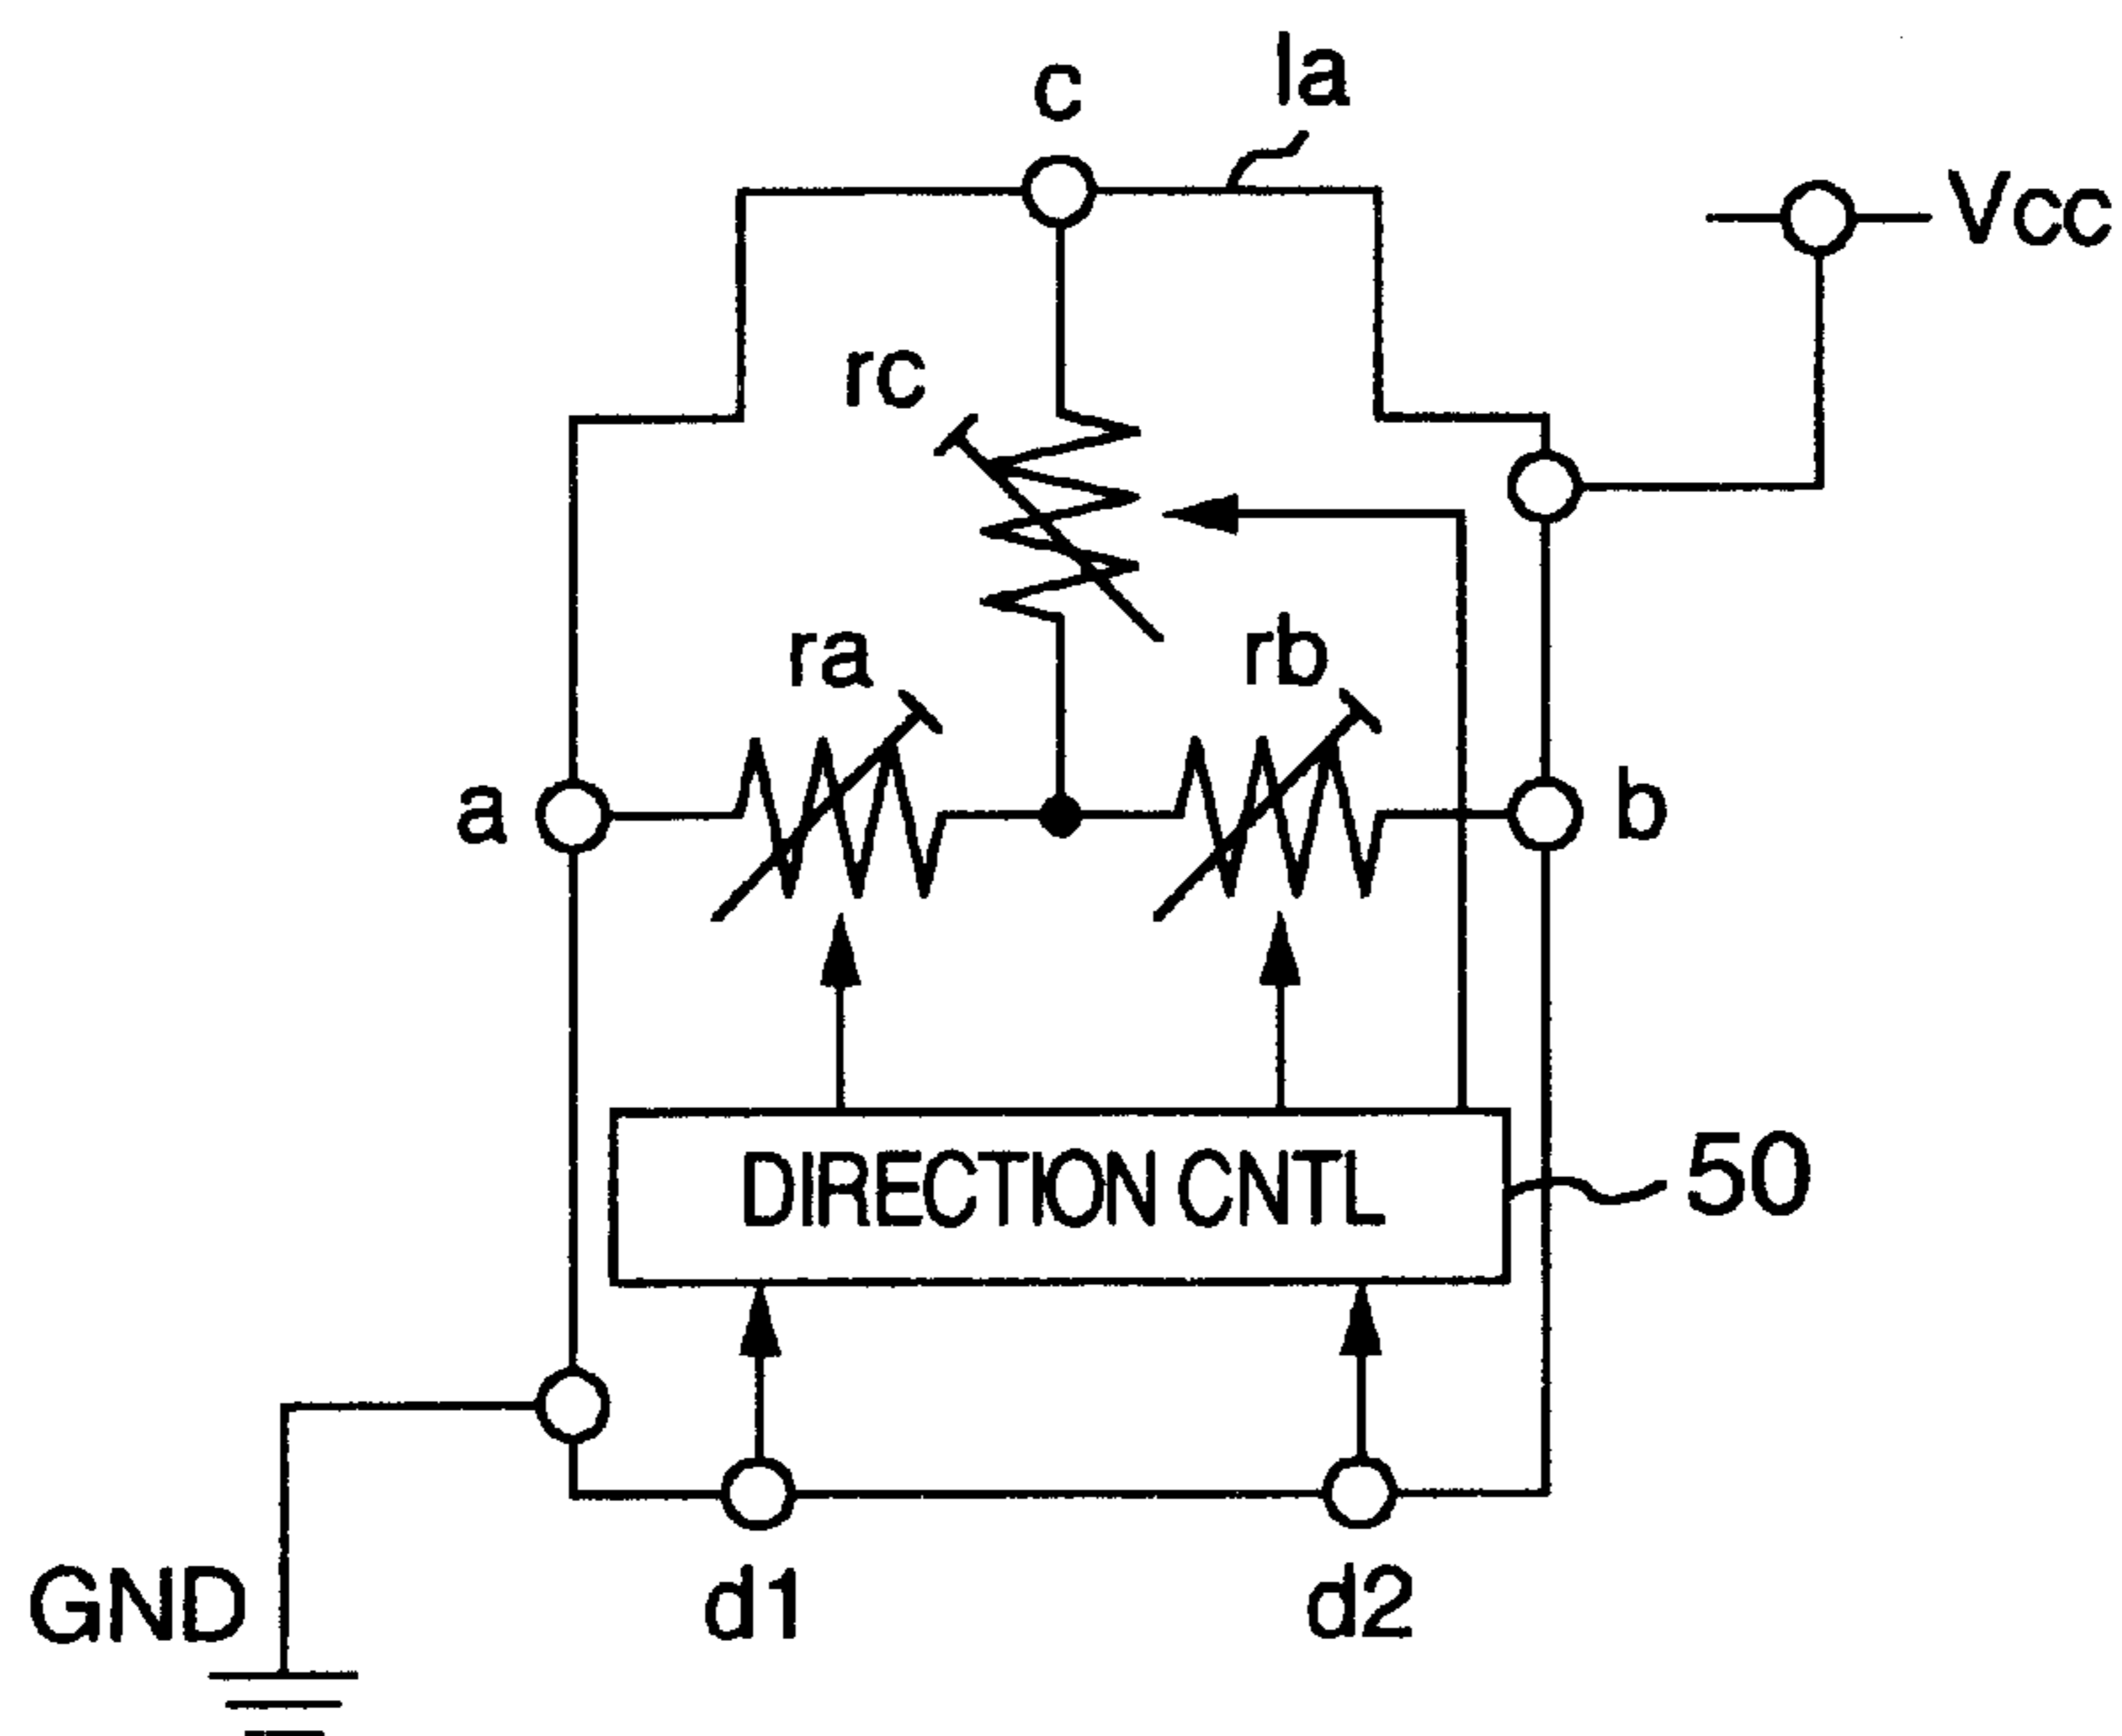 c
la
Vcc
rc
ra
rb
a
b
DIRECTION CNTL
50
GND
d1
d2